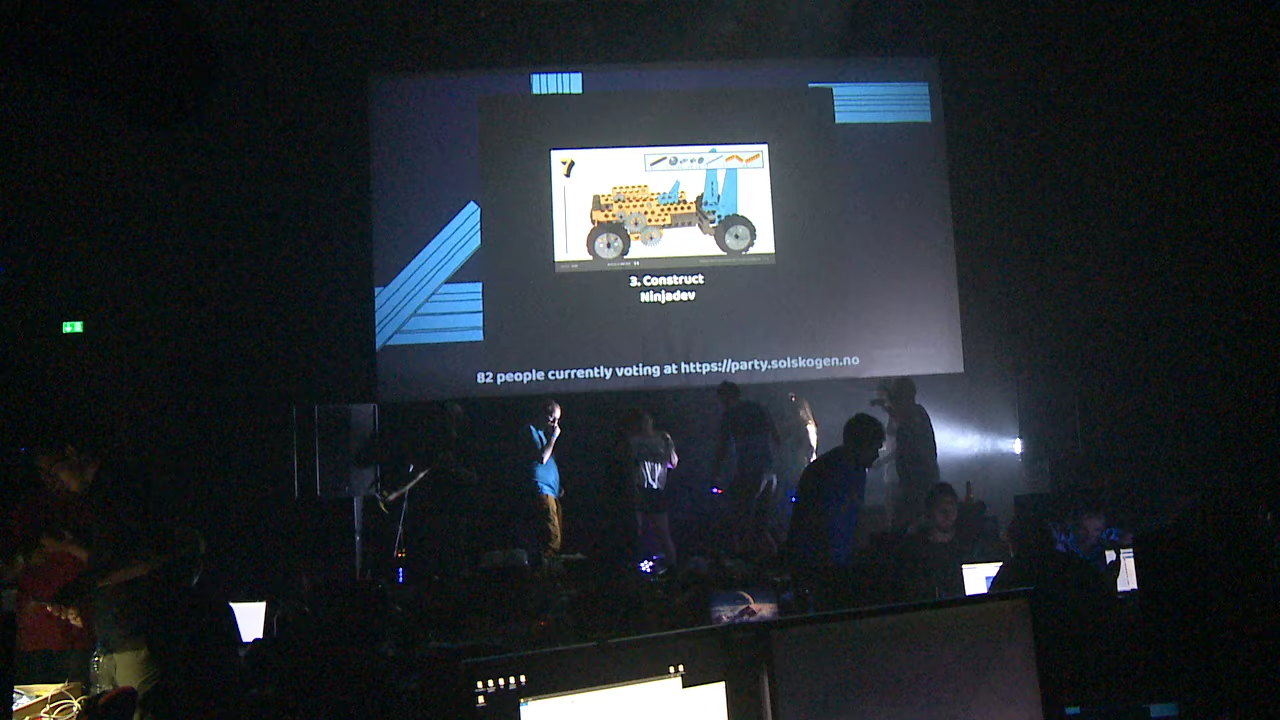 7
3. Construct
Ninjadev
82 people currently voting at https://party.solskogen.no